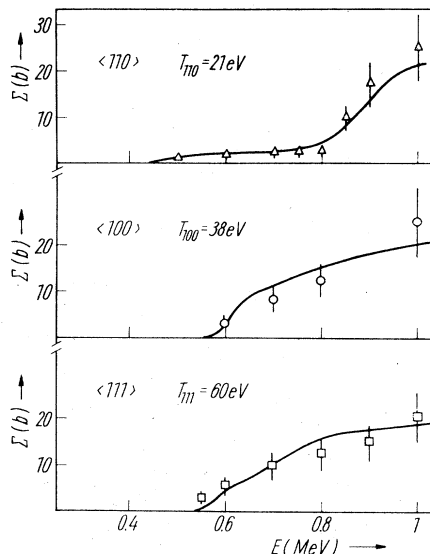 Σ(b) →
30
⟨110⟩ T₁₁₀=21eV
20
10
Σ(b) →
⟨100⟩ T₁₀₀=38eV
20
10
Σ(b) →
⟨111⟩ T₁₁₁=60eV
20
10
0.4 0.6 0.8 1
E(MeV) →